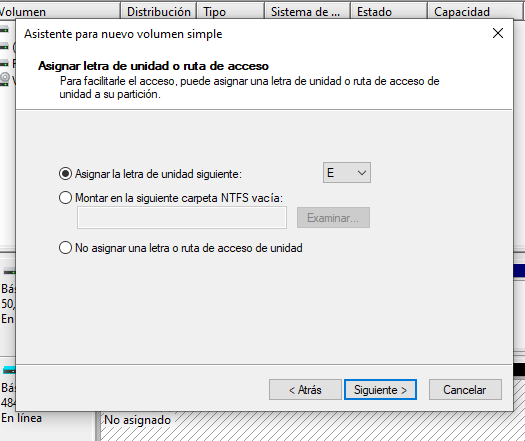 Volumen Distribución Tipo Sistema de ... Estado Capacidad
Asistente para nuevo volumen simple
Asignar letra de unidad o ruta de acceso
Para facilitarle el acceso, puede asignar una letra de unidad o ruta de acceso de
unidad a su partición.
Asignar la letra de unidad siguiente: E
Montar en la siguiente carpeta NTFS vacía:
Examinar...
No asignar una letra o ruta de acceso de unidad
Bás
50,
En
< Atrás Siguiente > Cancelar
Bás
484
En línea
No asignado